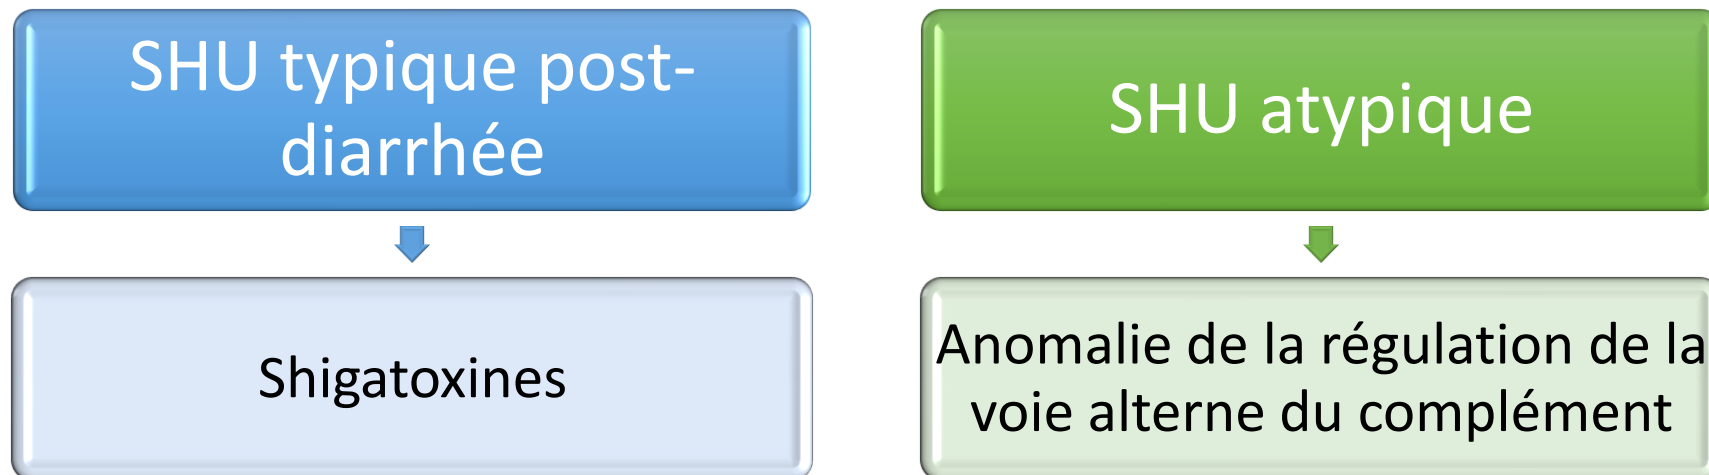 SHU typique post-
diarrhée
SHU atypique
Shigatoxines
Anomalie de la régulation de la
voie alterne du complément